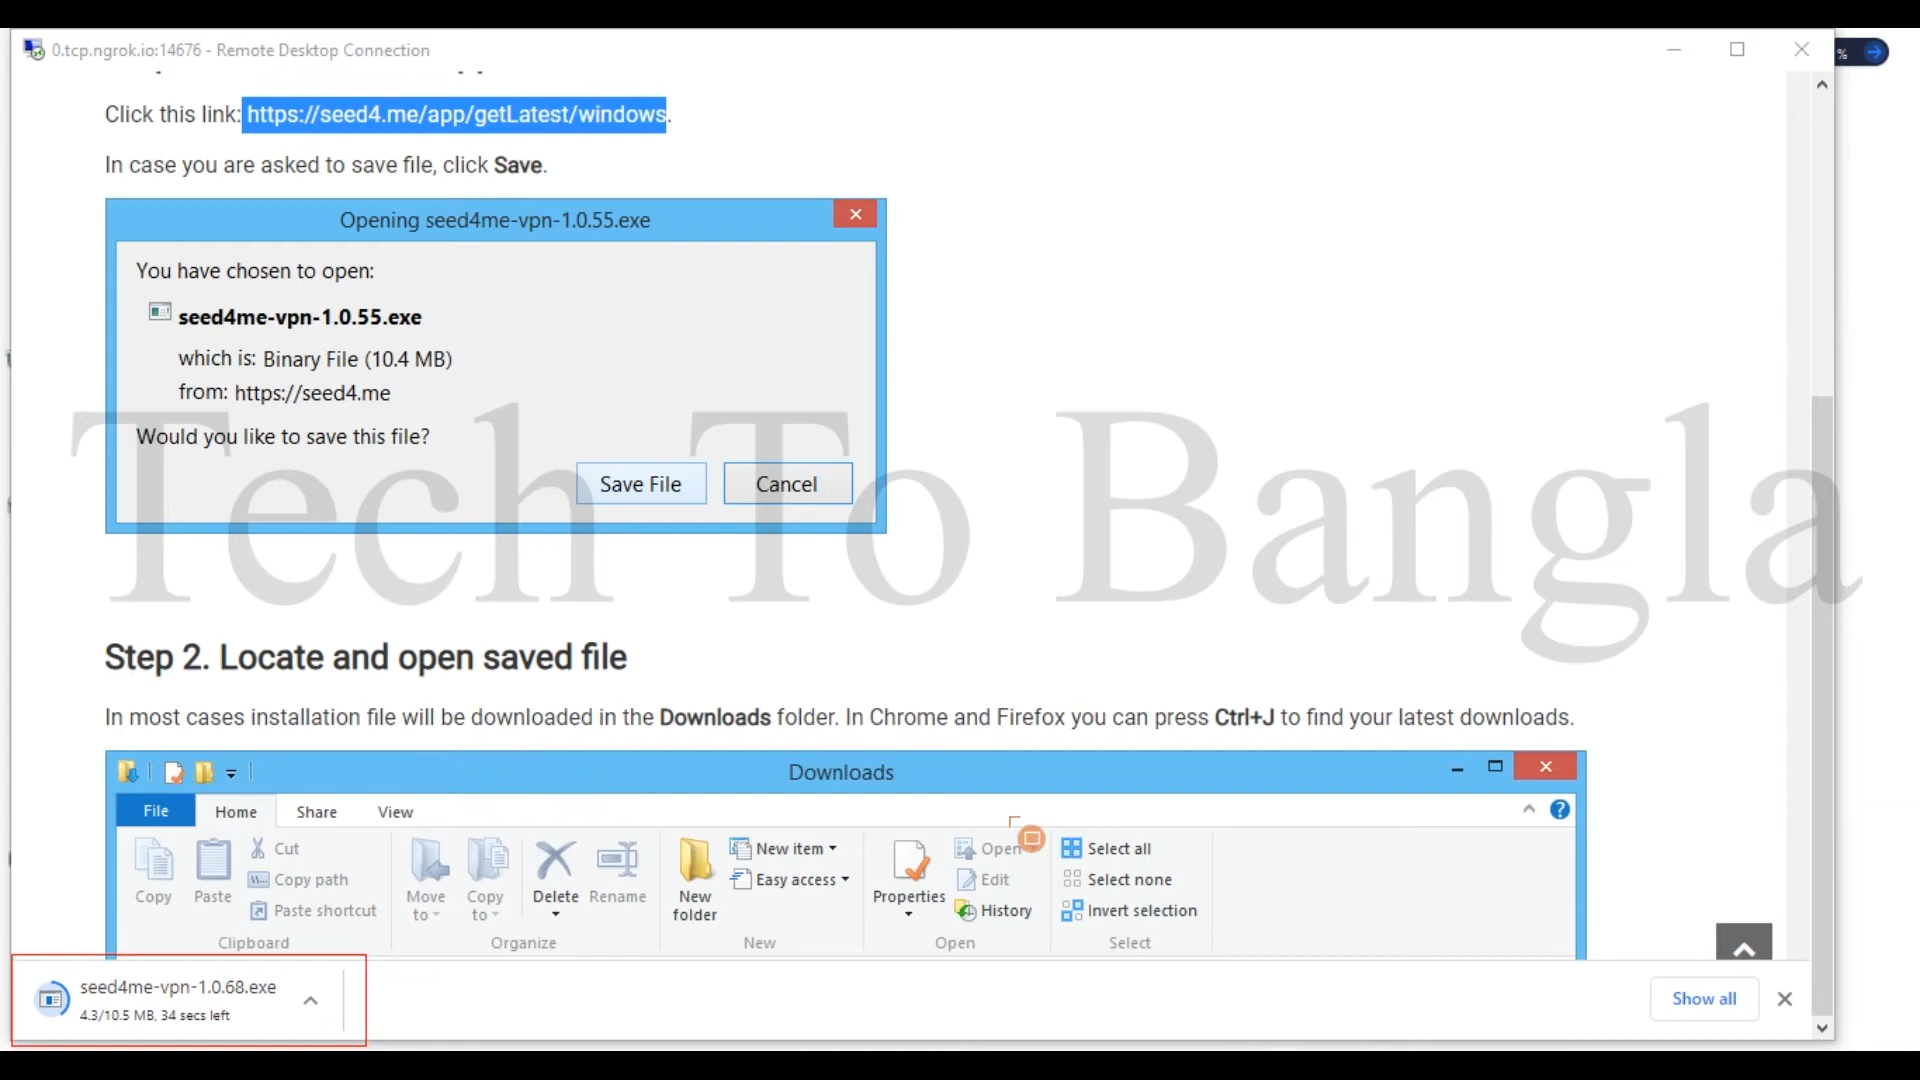 0.tcp.ngrok.io:14676 - Remote Desktop Connection
%
Click this link: https://seed4.me/app/getLatest/windows.
In case you are asked to save file, click Save.
Opening seed4me-vpn-1.0.55.exe
You have chosen to open:
seed4me-vpn-1.0.55.exe
which is: Binary File (10.4 MB)
from: https://seed4.me
Would you like to save this file?
Save File
Cancel
Tech To Bangla
Step 2. Locate and open saved file
In most cases installation file will be downloaded in the Downloads folder. In Chrome and Firefox you can press Ctrl+J to find your latest downloads.
Downloads
File
Home
Share
View
Copy
Paste
Cut
Copy path
Paste shortcut
Clipboard
Move to
Copy to
Delete
Rename
Organize
New folder
New item
Easy access
New
Properties
Open
Edit
History
Open
Select all
Select none
Invert selection
Select
seed4me-vpn-1.0.68.exe
4.3/10.5 MB, 34 secs left
Show all